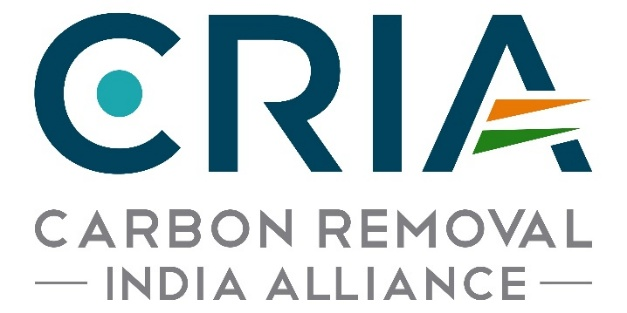 CRIA
CARBON REMOVAL
— INDIA ALLIANCE —